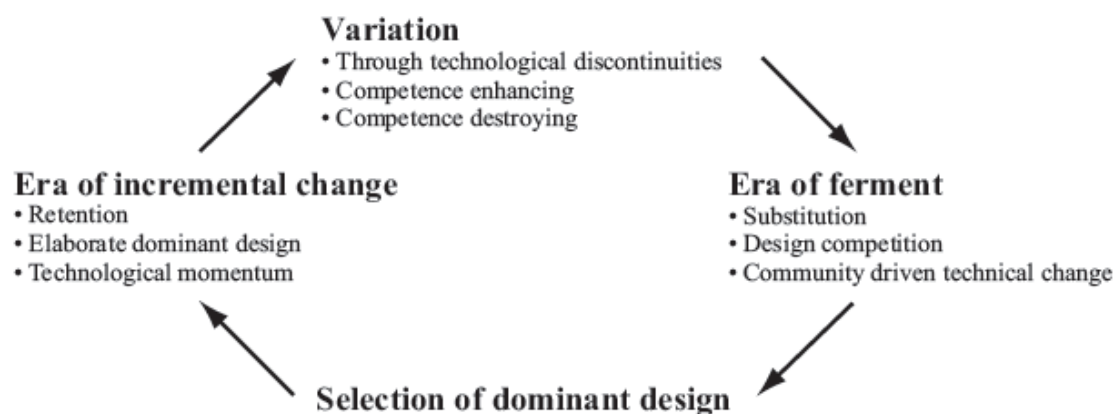 Variation
• Through technological discontinuities
• Competence enhancing
• Competence destroying
Era of ferment
• Substitution
• Design competition
• Community driven technical change
Selection of dominant design
Era of incremental change
• Retention
• Elaborate dominant design
• Technological momentum